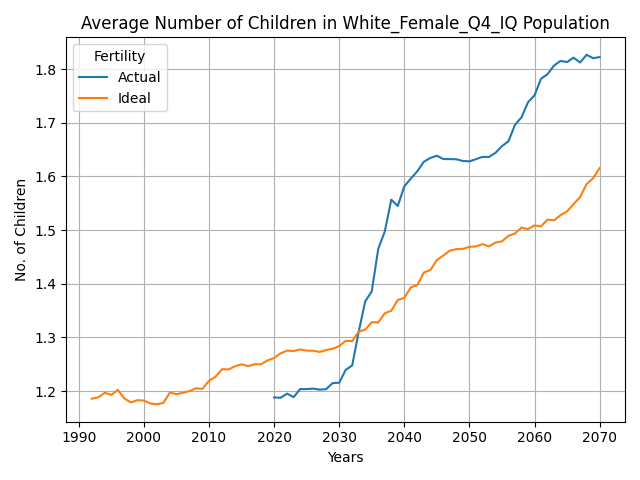 Average Number of Children in White_Female_Q4_IQ Population
Fertility
Actual
Ideal
No. of Children
1.8
1.7
1.6
1.5
1.4
1.3
1.2
1990 2000 2010 2020 2030 2040 2050 2060 2070
Years